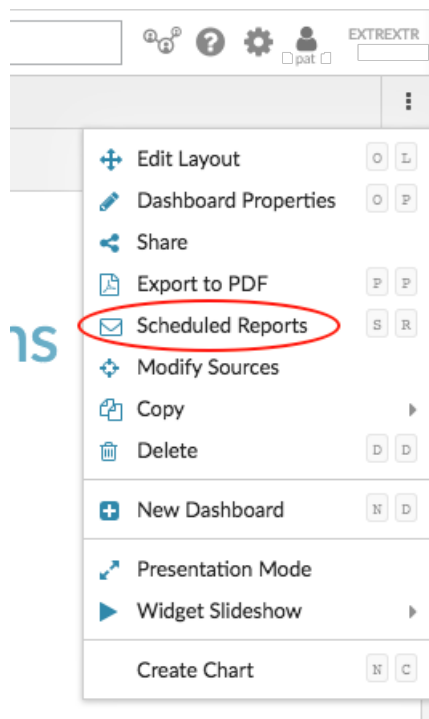 EXTREXTR
pat
Edit Layout O L
Dashboard Properties O P
Share
Export to PDF P P
ns
Scheduled Reports S R
Modify Sources
Copy
Delete D D
New Dashboard N D
Presentation Mode
Widget Slideshow
Create Chart N C